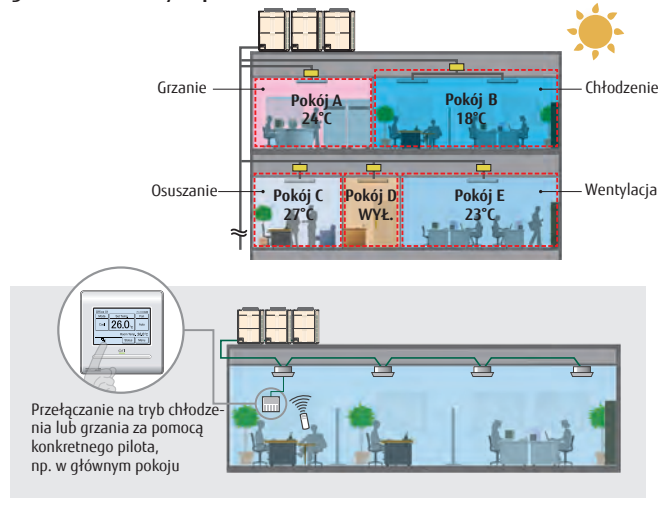 Grzanie
Pokój A
24°C
Pokój B
18°C
Chłodzenie
Osuszanie
Pokój C
27°C
Pokój D
WYŁ.
Pokój E
23°C
Wentylacja
26.0
Przełączanie na tryb chłodze-
nia lub grzania za pomocą
konkretnego pilota,
np. w głównym pokoju